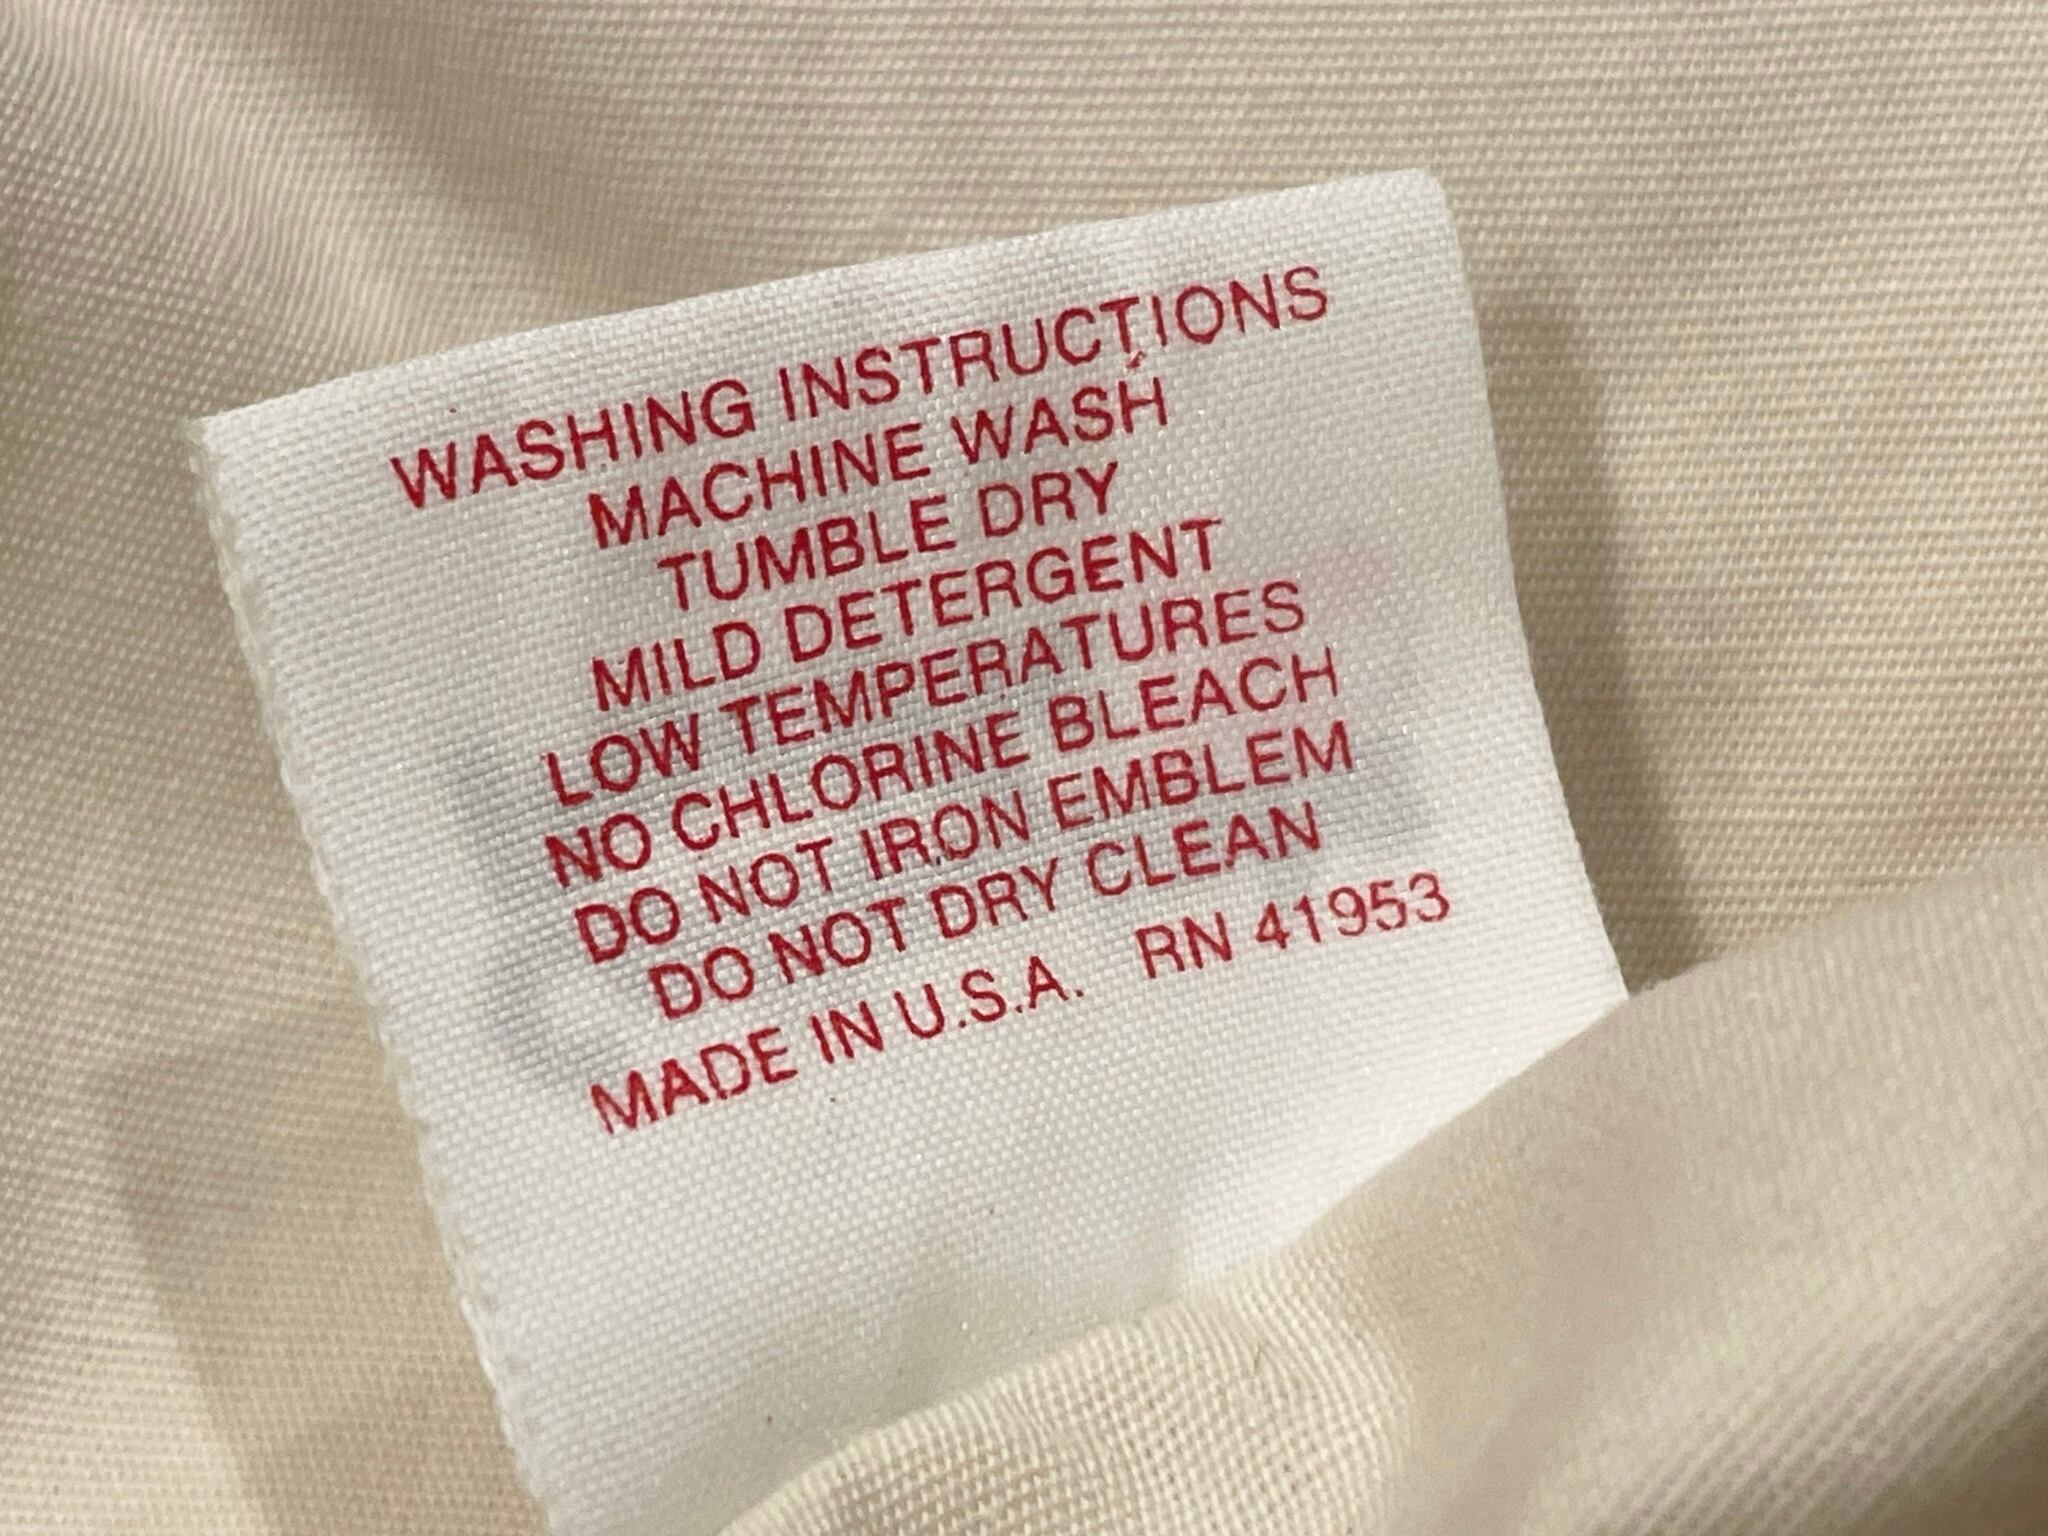 WASHING INSTRUCTIONS
MACHINE WASH
TUMBLE DRY
MILD DETERGENT
LOW TEMPERATURES
NO CHLORINE BLEACH
DO NOT IRON EMBLEM
DO NOT DRY CLEAN
MADE IN U.S.A. RN 41953